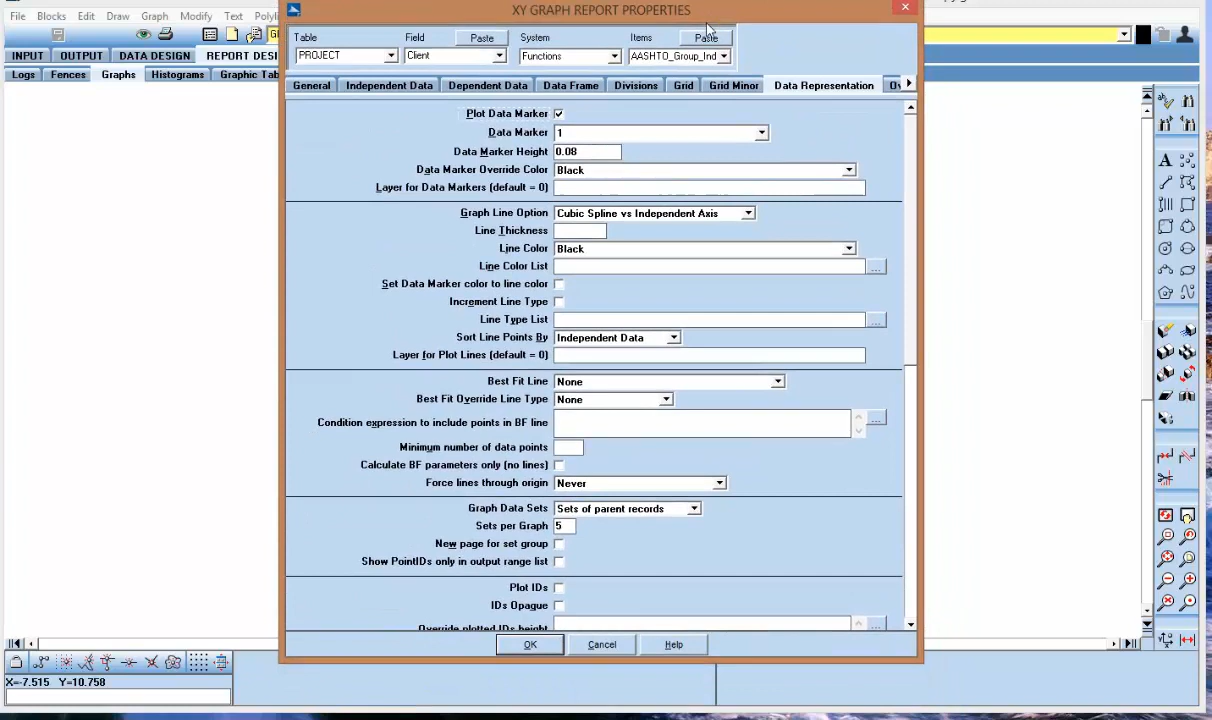 XY GRAPH REPORT PROPERTIES
File Blocks Edit Draw Graph Modify Text
Table Field Paste System Items Paste
PROJECT Client Functions AASHTO_Group_Ind
INPUT OUTPUT DATA DESIGN REPORT DES
Logs Fences Graphs Histograms Graphic Tab
General Independent Data Dependent Data Data Frame Divisions Grid Grid Minor Data Representation
Plot Data Marker
Data Marker 1
Data Marker Height 0.08
Data Marker Override Color Black
Layer for Data Markers (default = 0)
Graph Line Option Cubic Spline vs Independent Axis
Line Thickness
Line Color Black
Line Color List ...
Set Data Marker color to line color
Increment Line Type
Line Type List ...
Sort Line Points By Independent Data
Layer for Plot Lines (default = 0)
Best Fit Line None
Best Fit Override Line Type None
Condition expression to include points in BF line ...
Minimum number of data points
Calculate BF parameters only (no lines)
Force lines through origin Never
Graph Data Sets Sets of parent records
Sets per Graph 5
New page for set group
Show PointIDs only in output range list
Plot IDs
IDs Opague
Override plotted IDs height ...
OK Cancel Help
X=-7.515 Y=10.758